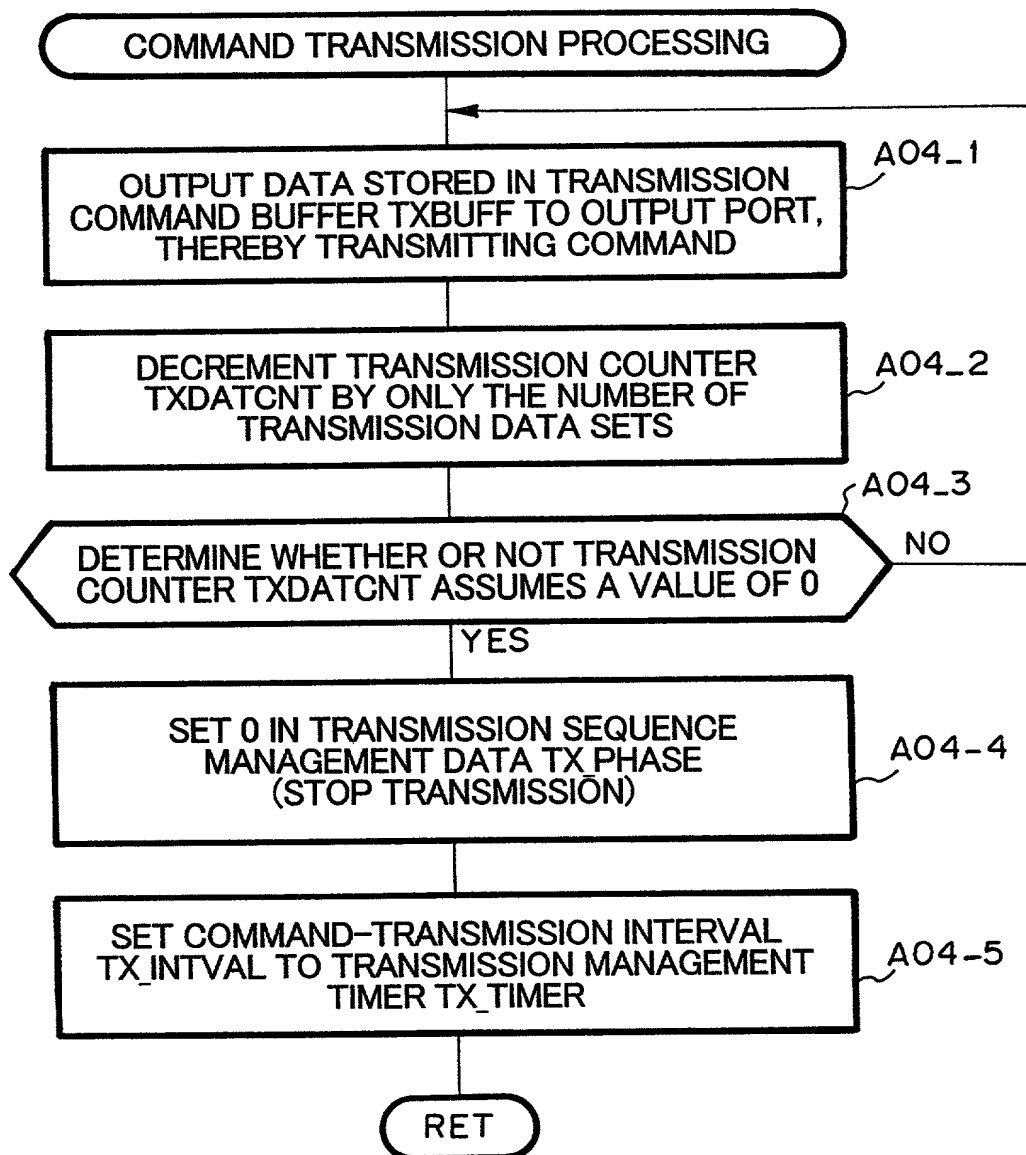 COMMAND TRANSMISSION PROCESSING
A04_1
OUTPUT DATA STORED IN TRANSMISSION
COMMAND BUFFER TXBUFF TO OUTPUT PORT,
THEREBY TRANSMITTING COMMAND
A04_2
DECREMENT TRANSMISSION COUNTER
TXDATCNT BY ONLY THE NUMBER OF
TRANSMISSION DATA SETS
A04_3
DETERMINE WHETHER OR NOT TRANSMISSION
COUNTER TXDATCNT ASSUMES A VALUE OF 0
NO
YES
SET 0 IN TRANSMISSION SEQUENCE
MANAGEMENT DATA TX_PHASE
(STOP TRANSMISSION)
A04-4
SET COMMAND-TRANSMISSION INTERVAL
TX_INTVAL TO TRANSMISSION MANAGEMENT
TIMER TX_TIMER
A04-5
RET